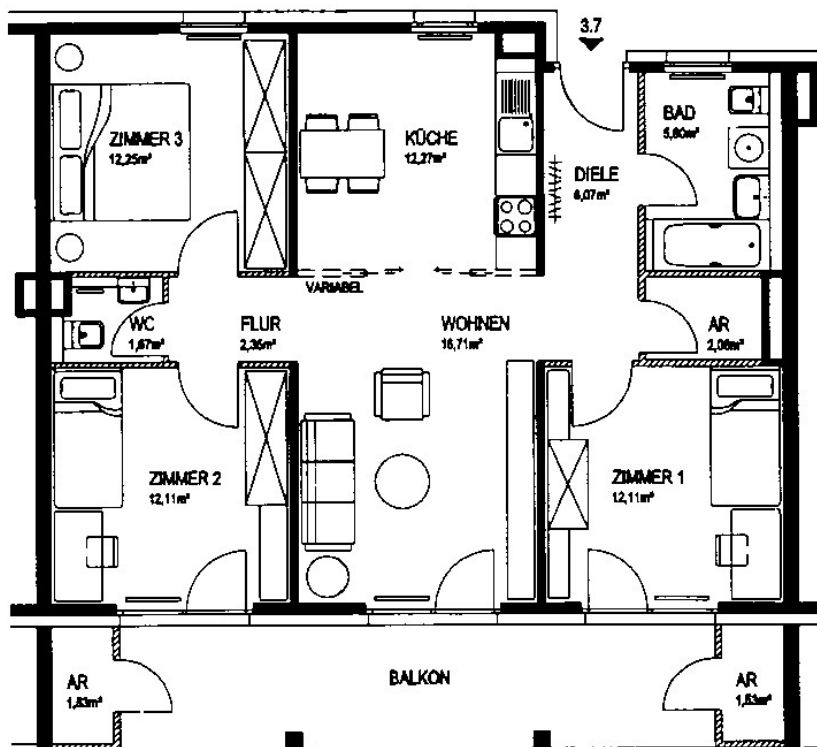 3.7
ZIMMER 3
12,25m²
KÜCHE
12,27m²
BAD
5,60m²
DIELE
6,07m²
VARIABEL
WC
1,67m²
FLUR
2,35m²
WOHNEN
16,71m²
AR
2,06m²
ZIMMER 2
12,11m²
ZIMMER 1
12,11m²
AR
1,53m²
BALKON
AR
1,53m²